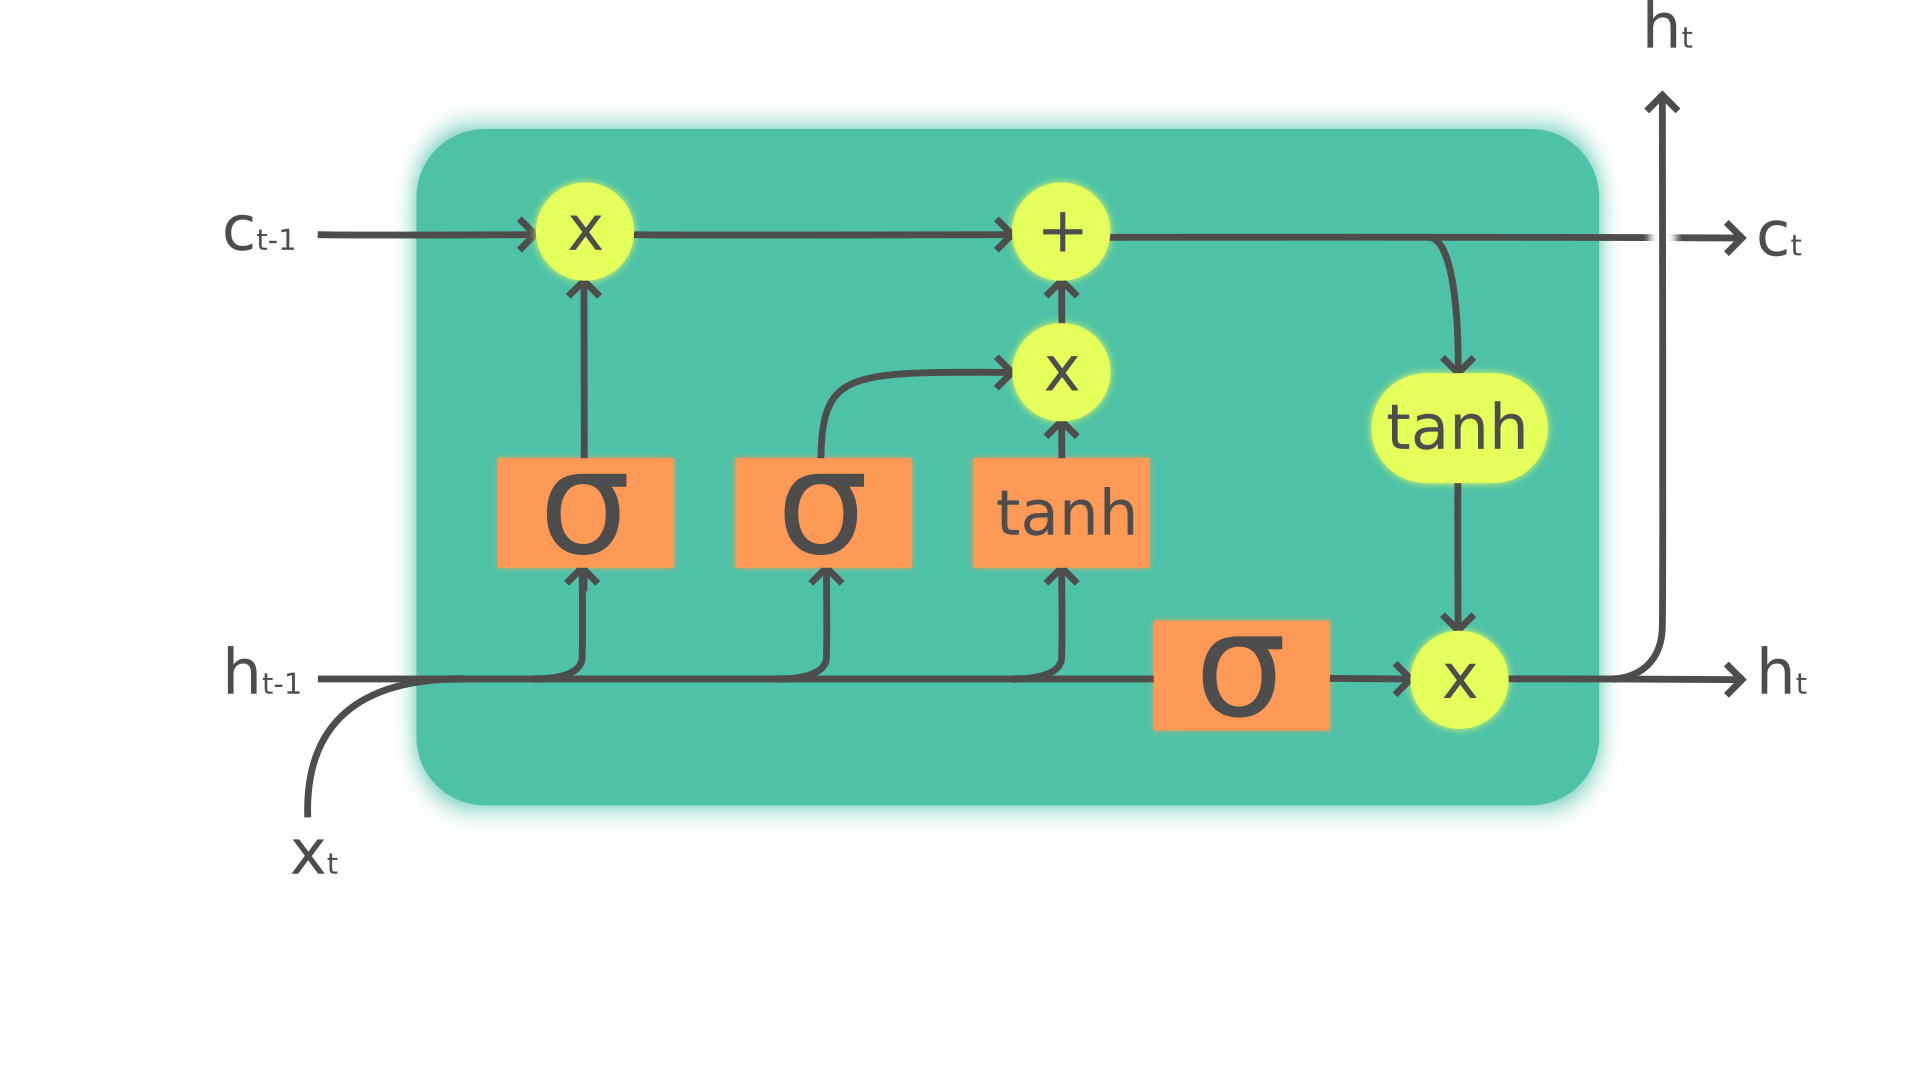 hₜ
x
+
cₜ₋₁
cₜ
x
tanh
σ
σ
tanh
hₜ₋₁
σ
x
hₜ
xₜ